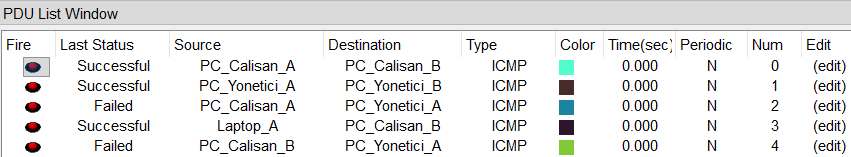 PDU List Window
Fire Last Status Source Destination Type Color Time(sec) Periodic Num Edit
Successful PC_Calisan_A PC_Calisan_B ICMP 0.000 N 0 (edit)
Successful PC_Yonetici_A PC_Yonetici_B ICMP 0.000 N 1 (edit)
Failed PC_Calisan_A PC_Yonetici_A ICMP 0.000 N 2 (edit)
Successful Laptop_A PC_Calisan_B ICMP 0.000 N 3 (edit)
Failed PC_Calisan_B PC_Yonetici_A ICMP 0.000 N 4 (edit)